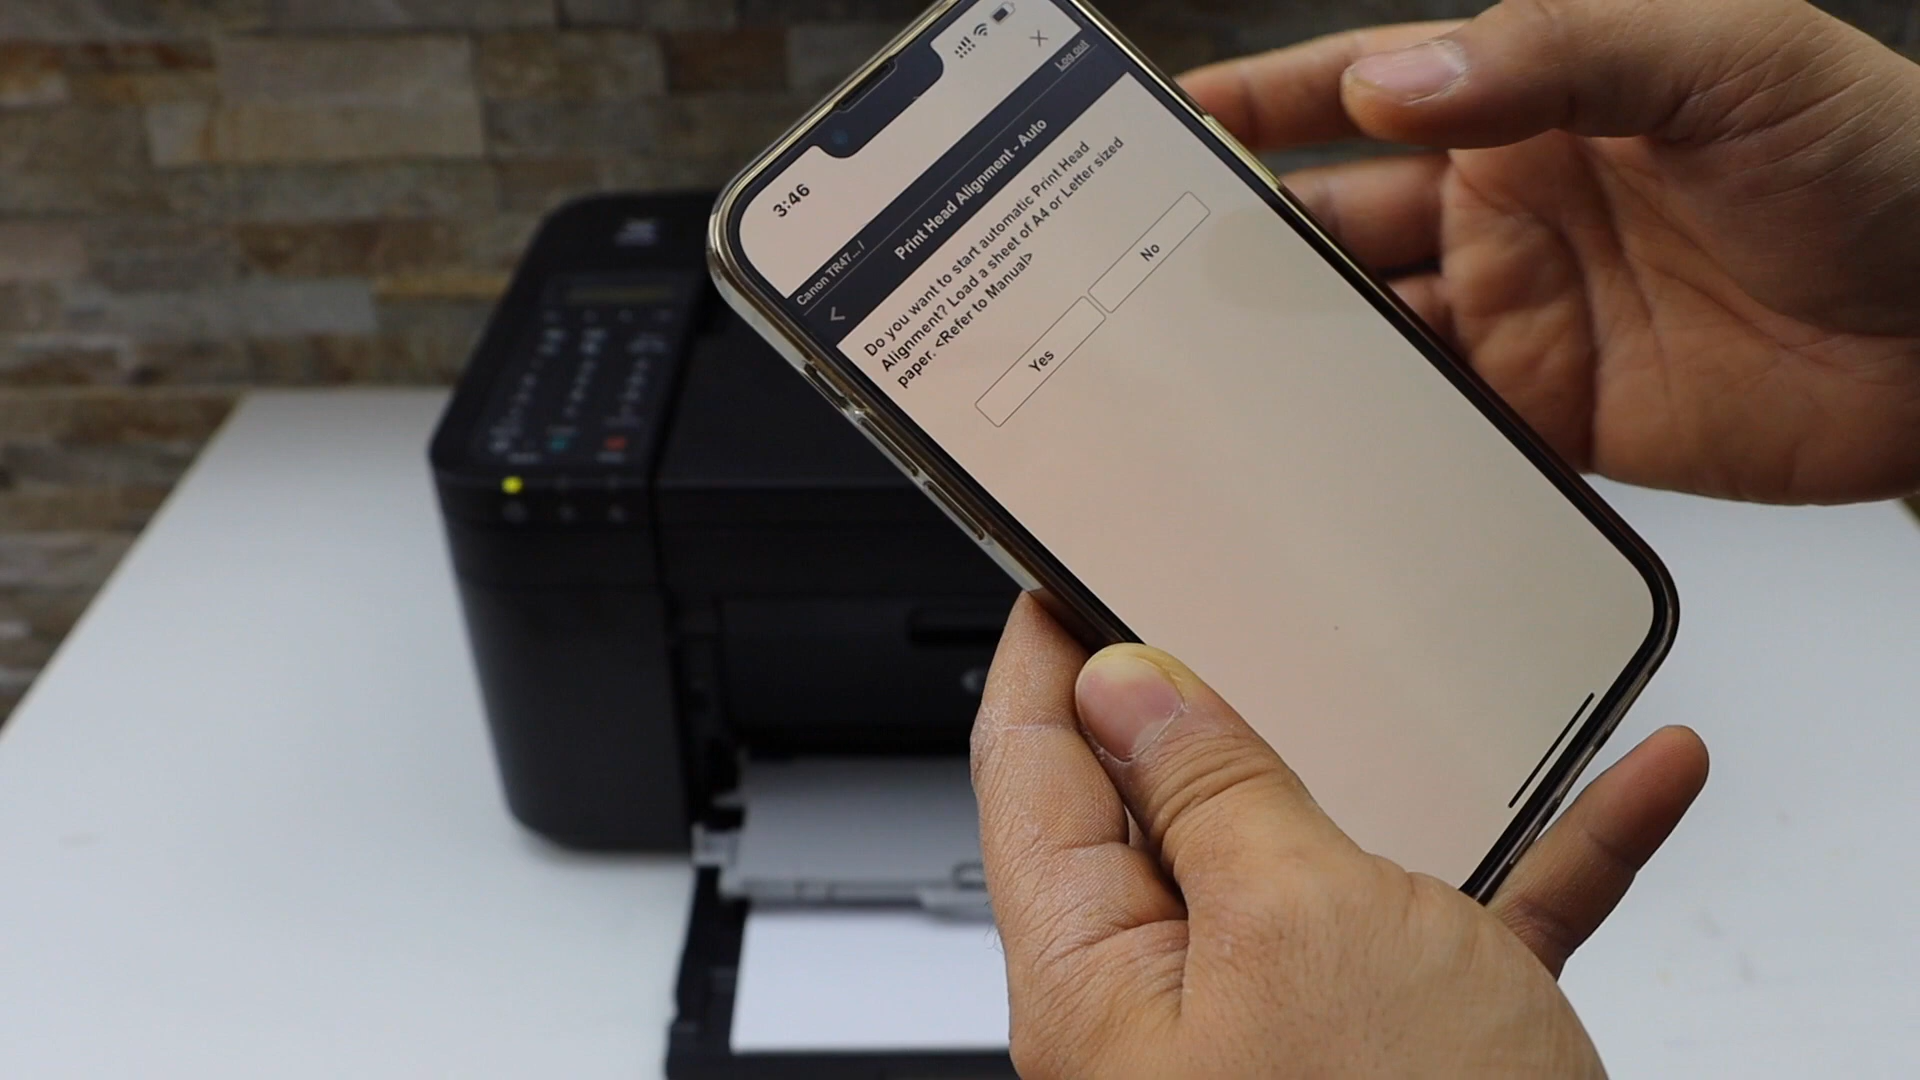 3:46
Log out
Canon TR47... /
Print Head Alignment - Auto
Do you want to start automatic Print Head
Alignment? Load a sheet of A4 or Letter sized
paper. <Refer to Manual>
Yes
No